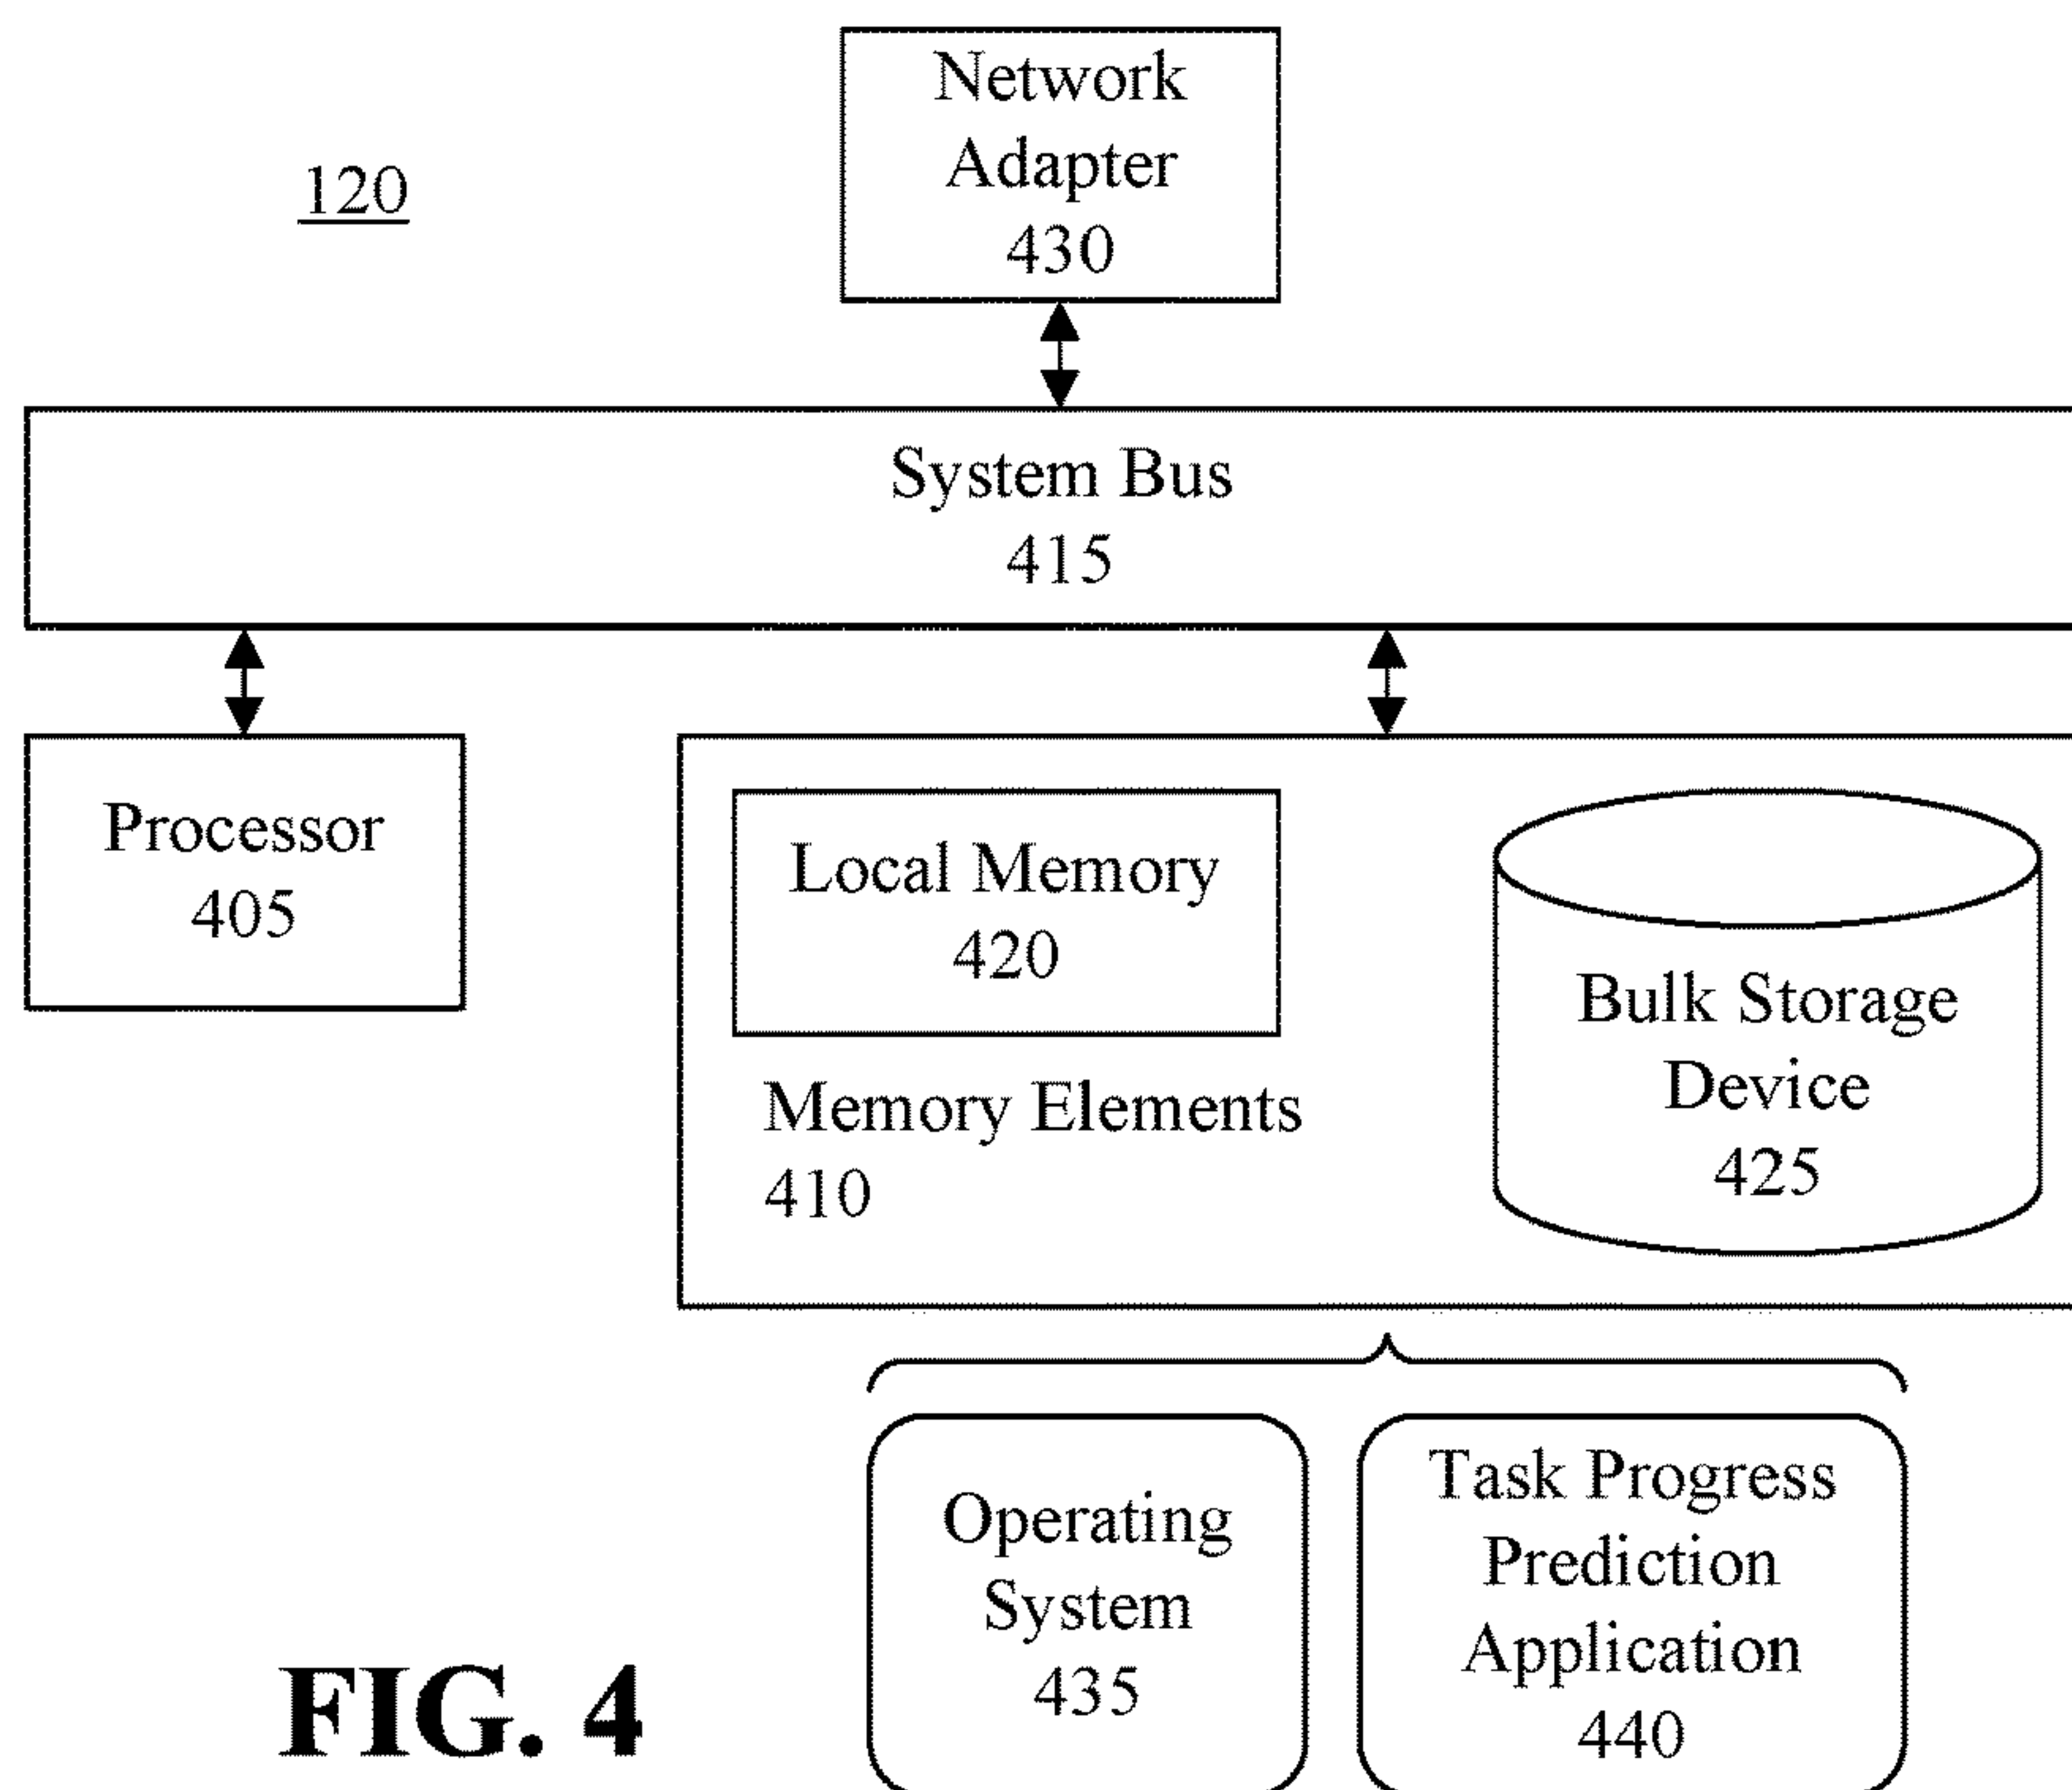 Network
Adapter
430
120
System Bus
415
Processor
405
Local Memory
420
Memory Elements
410
Bulk Storage
Device
425
Operating
System
435
Task Progress
Prediction
Application
440
FIG. 4